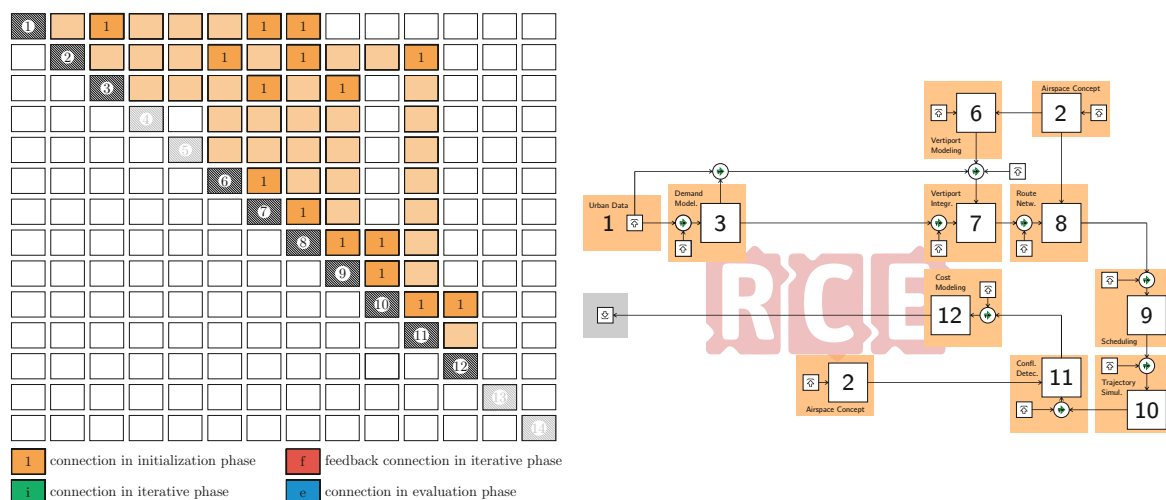 1 1 1 1
2 1 1 1
3 1 1
4
5
6 1
7 1
8 1 1
9 1
10 1 1
11
12
13
14
1 connection in initialization phase
f feedback connection in iterative phase
i connection in iterative phase
e connection in evaluation phase
Airspace Concept
6
2
Vertiport
Modeling
Urban Data
1
Demand
Model.
3
Vertiport
Integr.
7
Route
Netw.
8
RCE
Cost
Modeling
12
9
Scheduling
2
Airspace Concept
Confl.
Detec.
11
Trajectory
Simul.
10